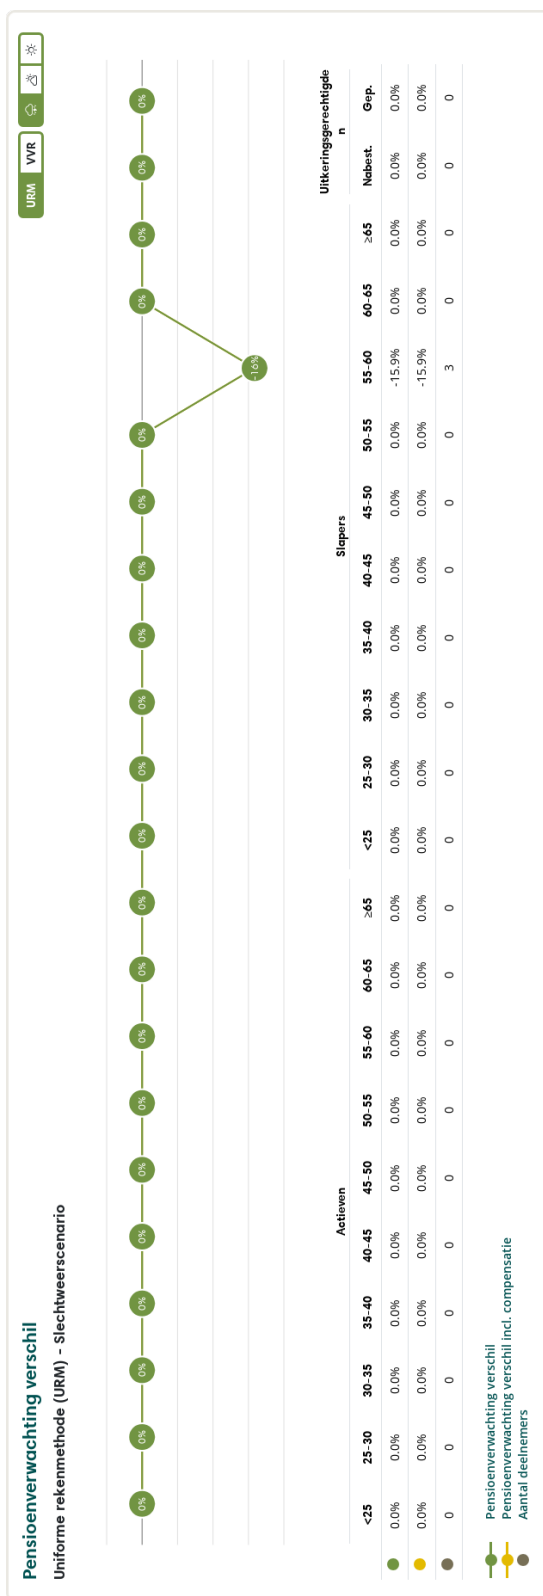 Pensioenverwachting verschil
Uniforme rekenmethode (URM) - Slechtweerscenario
URM VVR
0% 0% 0% 0% 0% 0% 0% 0% 0% 0% 0% 0% 0% 0% 0% 0% 0% -16% 0% 0% 0% 0%
Actieven Slapers Uitkeringsgerechtigde
n
<25 25-30 30-35 35-40 40-45 45-50 50-55 55-60 60-65 ≥65 <25 25-30 30-35 35-40 40-45 45-50 50-55 55-60 60-65 ≥65 Nabest. Gep.
0.0% 0.0% 0.0% 0.0% 0.0% 0.0% 0.0% 0.0% 0.0% 0.0% 0.0% 0.0% 0.0% 0.0% 0.0% 0.0% 0.0% -15.9% 0.0% 0.0% 0.0% 0.0%
0.0% 0.0% 0.0% 0.0% 0.0% 0.0% 0.0% 0.0% 0.0% 0.0% 0.0% 0.0% 0.0% 0.0% 0.0% 0.0% 0.0% -15.9% 0.0% 0.0% 0.0% 0.0%
0 0 0 0 0 0 0 0 0 0 0 0 0 0 0 0 0 3 0 0 0 0
Pensioenverwachting verschil
Pensioenverwachting verschil incl. compensatie
Aantal deelnemers